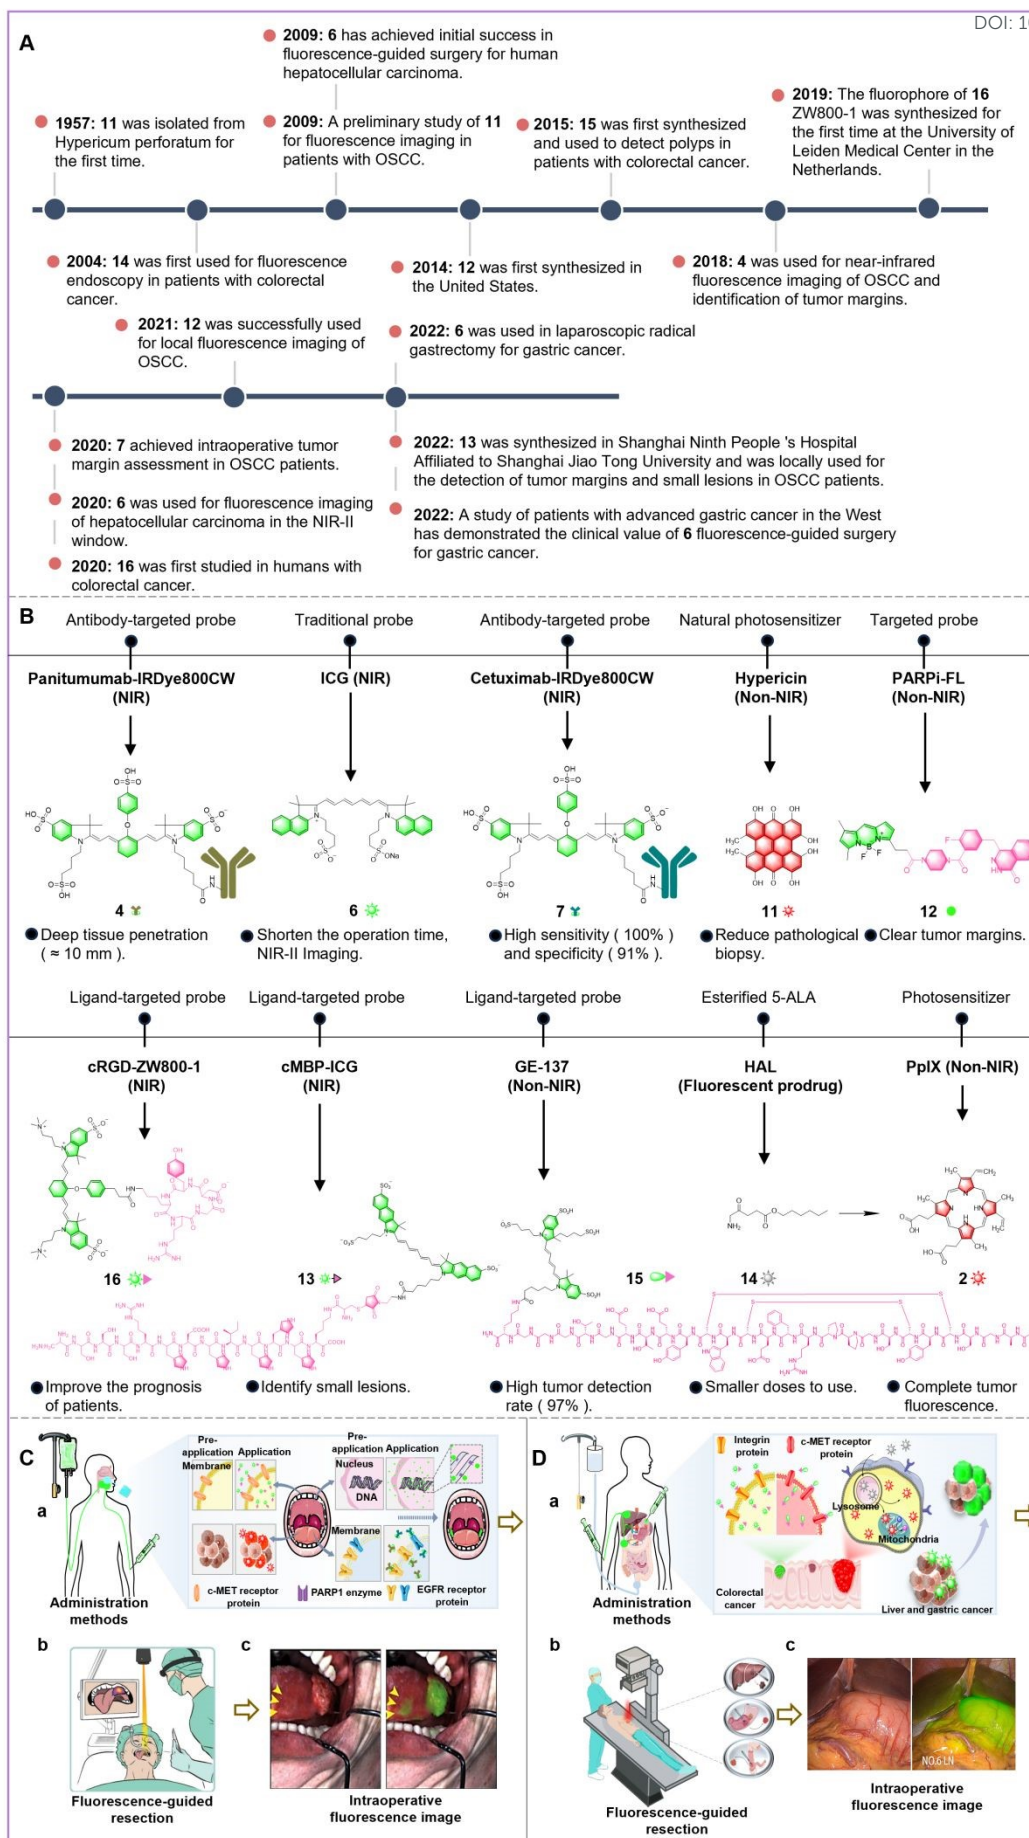 DOI: 1
A
2009: 6 has achieved initial success in
fluorescence-guided surgery for human
hepatocellular carcinoma.
1957: 11 was isolated from
Hypericum perforatum for
the first time.
2009: A preliminary study of 11
for fluorescence imaging in
patients with OSCC.
2015: 15 was first synthesized
and used to detect polyps in
patients with colorectal cancer.
2019: The fluorophore of 16
ZW800-1 was synthesized for
the first time at the University of
Leiden Medical Center in the
Netherlands.
2004: 14 was first used for fluorescence
endoscopy in patients with colorectal
cancer.
2014: 12 was first synthesized in
the United States.
2018: 4 was used for near-infrared
fluorescence imaging of OSCC and
identification of tumor margins.
2021: 12 was successfully used
for local fluorescence imaging of
OSCC.
2022: 6 was used in laparoscopic radical
gastrectomy for gastric cancer.
2020: 7 achieved intraoperative tumor
margin assessment in OSCC patients.
2020: 6 was used for fluorescence imaging
of hepatocellular carcinoma in the NIR-II
window.
2020: 16 was first studied in humans with
colorectal cancer.
2022: 13 was synthesized in Shanghai Ninth People 's Hospital
Affiliated to Shanghai Jiao Tong University and was locally used for
the detection of tumor margins and small lesions in OSCC patients.
2022: A study of patients with advanced gastric cancer in the West
has demonstrated the clinical value of 6 fluorescence-guided surgery
for gastric cancer.
B
Antibody-targeted probe
Traditional probe
Antibody-targeted probe
Natural photosensitizer
Targeted probe
Panitumumab-IRDye800CW
(NIR)
ICG (NIR)
Cetuximab-IRDye800CW
(NIR)
Hypericin
(Non-NIR)
PARPi-FL
(Non-NIR)
4
6
7
11
12
Deep tissue penetration
( ≈ 10 mm ).
Shorten the operation time,
NIR-II Imaging.
High sensitivity ( 100% )
and specificity ( 91% ).
Reduce pathological
biopsy.
Clear tumor margins.
Ligand-targeted probe
Ligand-targeted probe
Ligand-targeted probe
Esterified 5-ALA
Photosensitizer
cRGD-ZW800-1
(NIR)
cMBP-ICG
(NIR)
GE-137
(Non-NIR)
HAL
(Fluorescent prodrug)
PpIX (Non-NIR)
16
13
15
14
2
Improve the prognosis
of patients.
Identify small lesions.
High tumor detection
rate ( 97% ).
Smaller doses to use.
Complete tumor
fluorescence.
C
a
Pre-
application
Application
Membrane
Pre-
application
Application
Nucleus
DNA
Membrane
c-MET receptor
protein
PARP1 enzyme
EGFR receptor
protein
Administration
methods
b
Fluorescence-guided
resection
c
Intraoperative
fluorescence image
D
a
Integrin
protein
c-MET receptor
protein
Lysosome
Mitochondria
Colorectal
cancer
Liver and gastric cancer
Administration
methods
b
Fluorescence-guided
resection
c
NO.6 LN
Intraoperative
fluorescence image